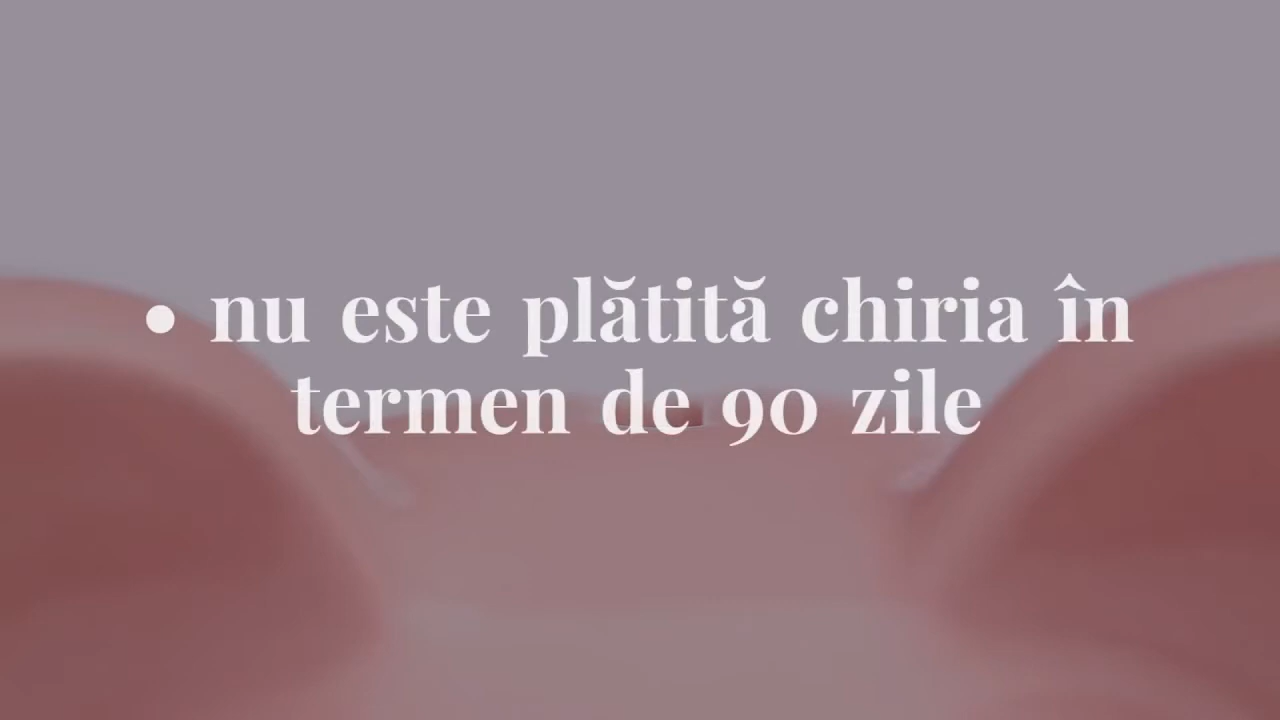 • nu este plătită chiria în
termen de 90 zile